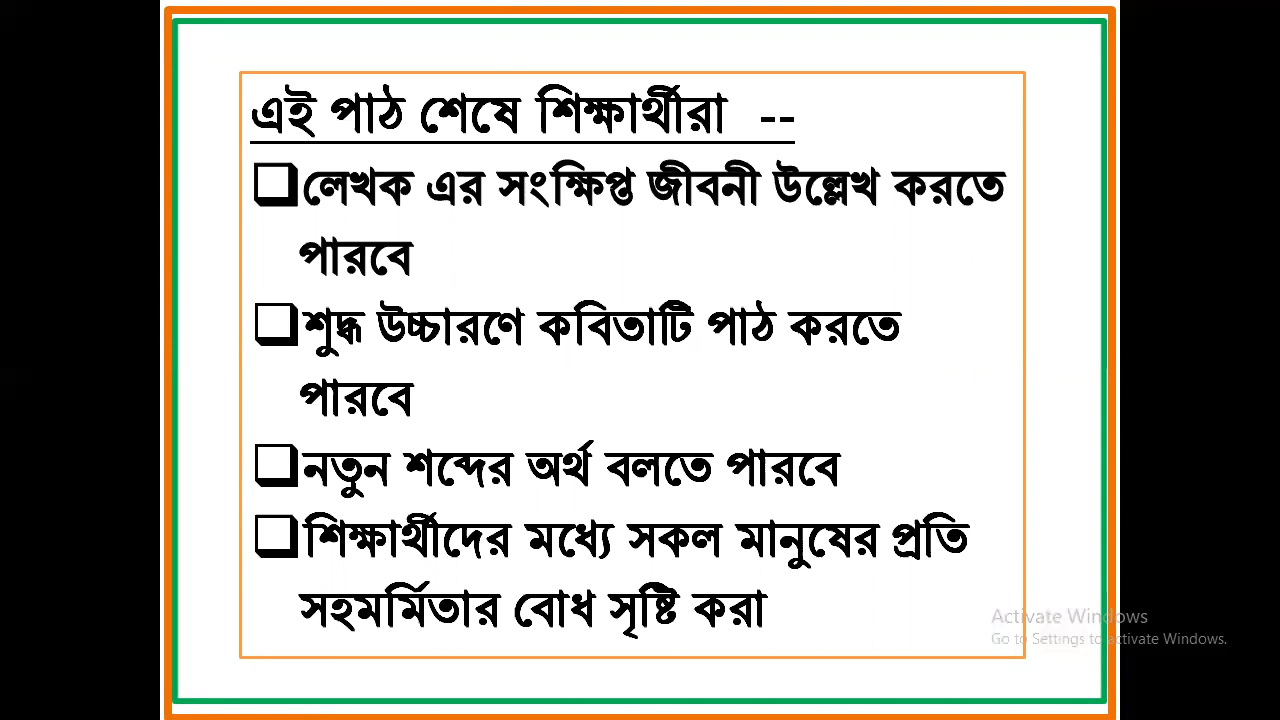 এই পাঠ শেষে শিক্ষার্থীরা --
লেখক এর সংক্ষিপ্ত জীবনী উল্লেখ করতে
পারবে
শুদ্ধ উচ্চারণে কবিতাটি পাঠ করতে
পারবে
নতুন শব্দের অর্থ বলতে পারবে
শিক্ষার্থীদের মধ্যে সকল মানুষের প্রতি
সহমর্মিতার বোধ সৃষ্টি করা
Activate Windows
Go to Settings to activate Windows.